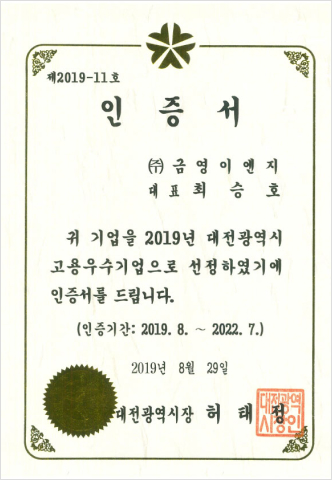 제2019-11호
인 증 서
㈜ 금영이엔지
대표 최 승 호
귀 기업을 2019년 대전광역시
고용우수기업으로 선정하였기에
인증서를 드립니다.
(인증기간: 2019. 8. ~ 2022. 7.)
2019년 8월 29일
대전광역시장 허 태 정
대전광역
시장인